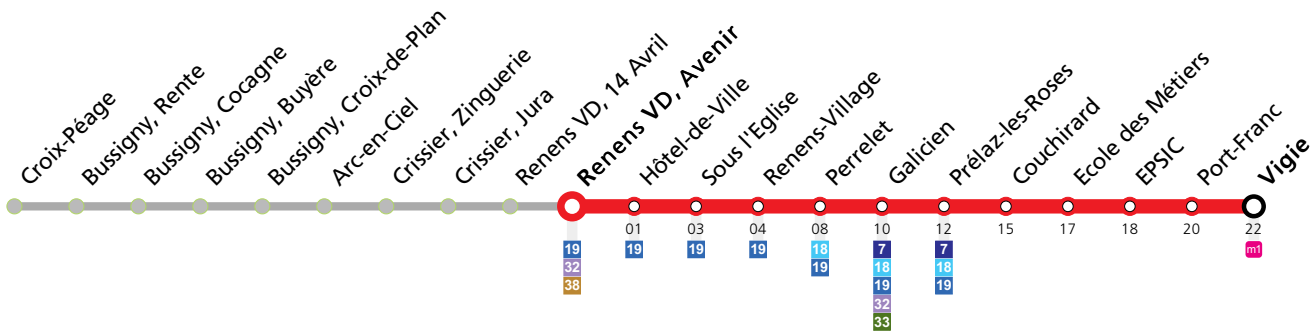 Croix-Péage
Bussigny, Rente
Bussigny, Cocagne
Bussigny, Buyère
Bussigny, Croix-de-Plan
Arc-en-Ciel
Crissier, Zinguerie
Crissier, Jura
Renens VD, 14 Avril
Renens VD, Avenir
Hôtel-de-Ville
Sous l'Eglise
Renens-Village
Perrelet
Galicien
Prélaz-les-Roses
Couchirard
Ecole des Métiers
EPSIC
Port-Franc
Vigie
01 03 04 08 10 12 15 17 18 20 22
19 19 19 19 18 7 7 m1
32 19 18 18
38 19 19
32
33